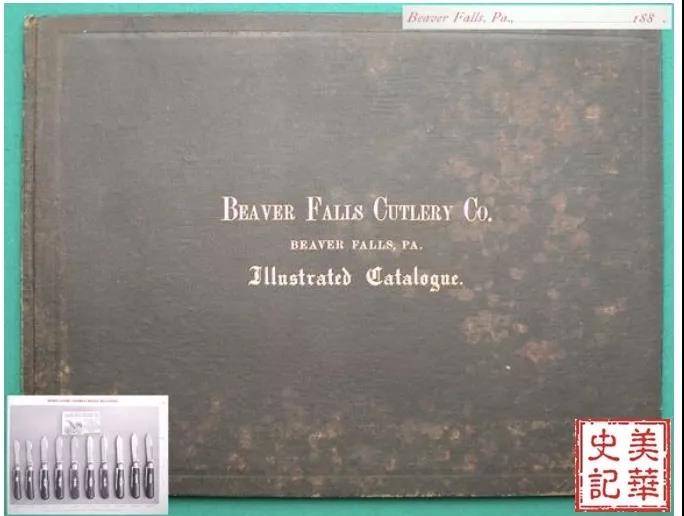 Beaver Falls, Pa., 188 .
BEAVER FALLS CUTLERY CO.
BEAVER FALLS, PA.
Illustrated Catalogue.
美華
史記